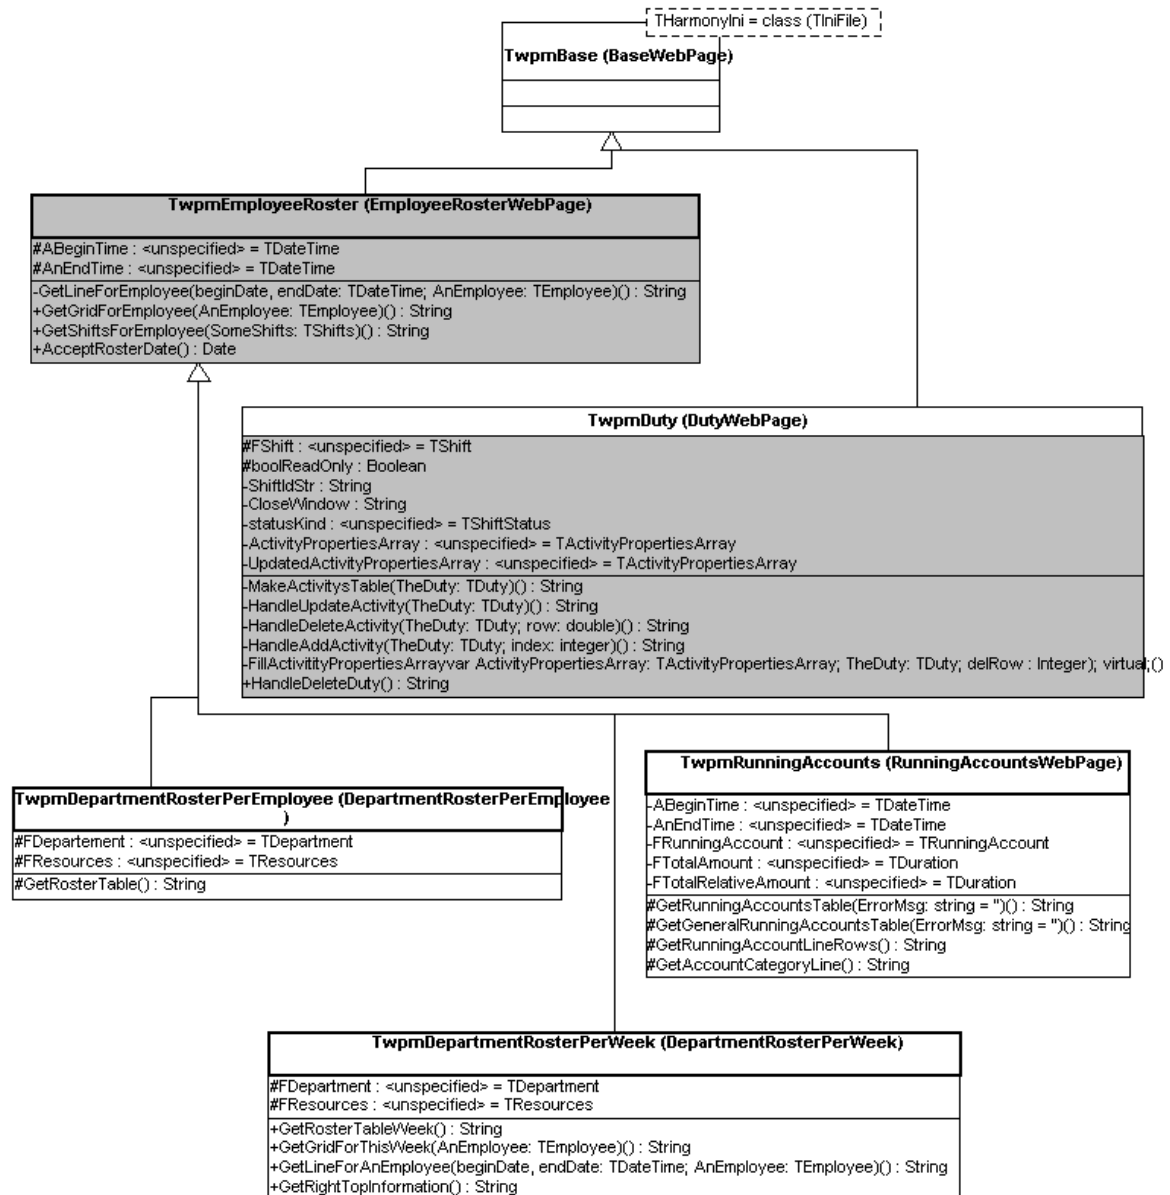 THarmonyIni = class (TIniFile)
TwpmBase (BaseWebPage)
TwpmEmployeeRoster (EmployeeRosterWebPage)
#ABeginTime : <unspecified> = TDateTime
#AnEndTime : <unspecified> = TDateTime
-GetLineForEmployee(beginDate, endDate: TDateTime; AnEmployee: TEmployee)() : String
+GetGridForEmployee(AnEmployee: TEmployee)() : String
+GetShiftsForEmployee(SomeShifts: TShifts)() : String
+AcceptRosterDate() : Date
TwpmDuty (DutyWebPage)
#FShift : <unspecified> = TShift
#boolReadOnly : Boolean
-ShiftIdStr : String
-CloseWindow : String
-statusKind : <unspecified> = TShiftStatus
-ActivityPropertiesArray : <unspecified> = TActivityPropertiesArray
-UpdatedActivityPropertiesArray : <unspecified> = TActivityPropertiesArray
-MakeActivitysTable(TheDuty: TDuty)() : String
-HandleUpdateActivity(TheDuty: TDuty)() : String
-HandleDeleteActivity(TheDuty: TDuty; row: double)() : String
-HandleAddActivity(TheDuty: TDuty; index: integer)() : String
-FillActivitityPropertiesArrayvar ActivityPropertiesArray: TActivityPropertiesArray; TheDuty: TDuty; delRow : Integer); virtual;()
+HandleDeleteDuty() : String
TwpmDepartmentRosterPerEmployee (DepartmentRosterPerEmployee
)
#FDepartement : <unspecified> = TDepartment
#FResources : <unspecified> = TResources
#GetRosterTable() : String
TwpmRunningAccounts (RunningAccountsWebPage)
-ABeginTime : <unspecified> = TDateTime
-AnEndTime : <unspecified> = TDateTime
-FRunningAccount : <unspecified> = TRunningAccount
-FTotalAmount : <unspecified> = TDuration
-FTotalRelativeAmount : <unspecified> = TDuration
#GetRunningAccountsTable(ErrorMsg: string = '')() : String
#GetGeneralRunningAccountsTable(ErrorMsg: string = '')() : String
#GetRunningAccountLineRows() : String
#GetAccountCategoryLine() : String
TwpmDepartmentRosterPerWeek (DepartmentRosterPerWeek)
#FDepartment : <unspecified> = TDepartment
#FResources : <unspecified> = TResources
+GetRosterTableWeek() : String
+GetGridForThisWeek(AnEmployee: TEmployee)() : String
+GetLineForAnEmployee(beginDate, endDate: TDateTime; AnEmployee: TEmployee)() : String
+GetRightTopInformation() : String